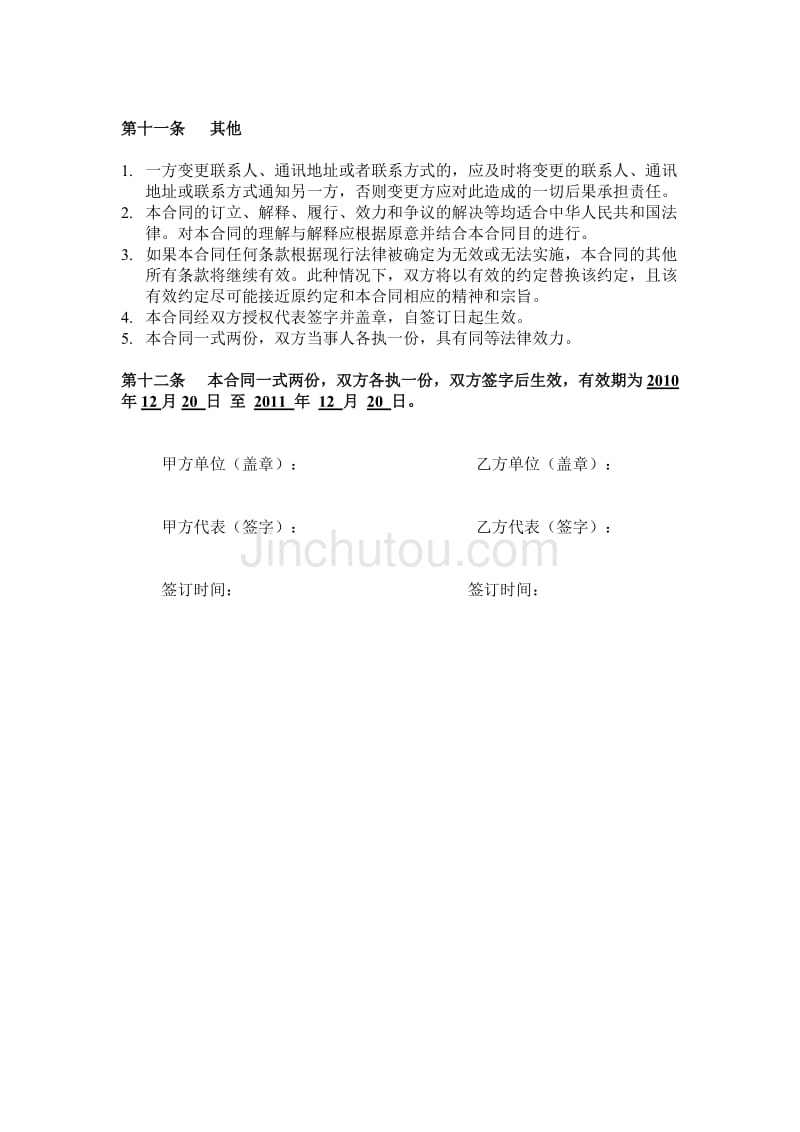 第十一条 其他
1. 一方变更联系人、通讯地址或者联系方式的，应及时将变更的联系人、通讯
地址或联系方式通知另一方，否则变更方应对此造成的一切后果承担责任。
2. 本合同的订立、解释、履行、效力和争议的解决等均适合中华人民共和国法
律。对本合同的理解与解释应根据原意并结合本合同目的进行。
3. 如果本合同任何条款根据现行法律被确定为无效或无法实施，本合同的其他
所有条款将继续有效。此种情况下，双方将以有效的约定替换该约定，且该
有效约定尽可能接近原约定和本合同相应的精神和宗旨。
4. 本合同经双方授权代表签字并盖章，自签订日起生效。
5. 本合同一式两份，双方当事人各执一份，具有同等法律效力。
第十二条 本合同一式两份，双方各执一份，双方签字后生效，有效期为 2010
年 12 月 20 日 至 2011 年 12 月 20 日。
甲方单位（盖章）： 乙方单位（盖章）：
甲方代表（签字）： 乙方代表（签字）：
Jinchutou.com
签订时间： 签订时间：